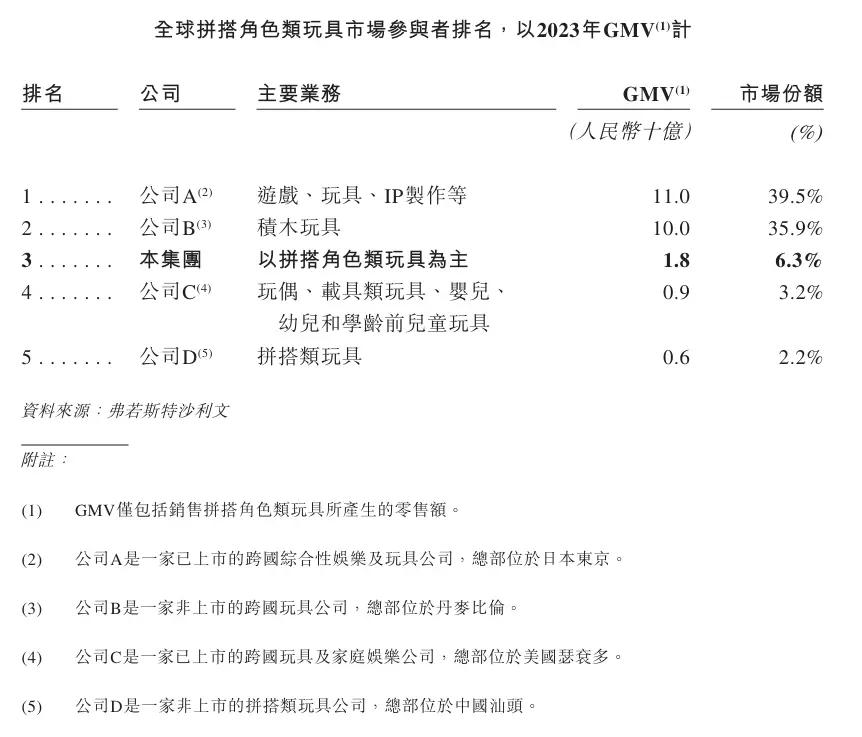 全球拼搭角色類玩具市場參與者排名，以2023年GMV(1)計
排名 公司 主要業務 GMV(1) 市場份額
(人民幣十億) (%)
1 ....... 公司A(2) 遊戲、玩具、IP製作等 11.0 39.5%
2 ....... 公司B(3) 積木玩具 10.0 35.9%
3 ....... 本集團 以拼搭角色類玩具為主 1.8 6.3%
4 ....... 公司C(4) 玩偶、載具類玩具、嬰兒、 0.9 3.2%
幼兒和學齡前兒童玩具
5 ....... 公司D(5) 拼搭類玩具 0.6 2.2%
資料來源：弗若斯特沙利文
附註：
(1) GMV僅包括銷售拼搭角色類玩具所產生的零售額。
(2) 公司A是一家已上市的跨國綜合性娛樂及玩具公司，總部位於日本東京。
(3) 公司B是一家非上市的跨國玩具公司，總部位於丹麥比倫。
(4) 公司C是一家已上市的跨國玩具及家庭娛樂公司，總部位於美國瑟袞多。
(5) 公司D是一家非上市的拼搭類玩具公司，總部位於中國汕頭。